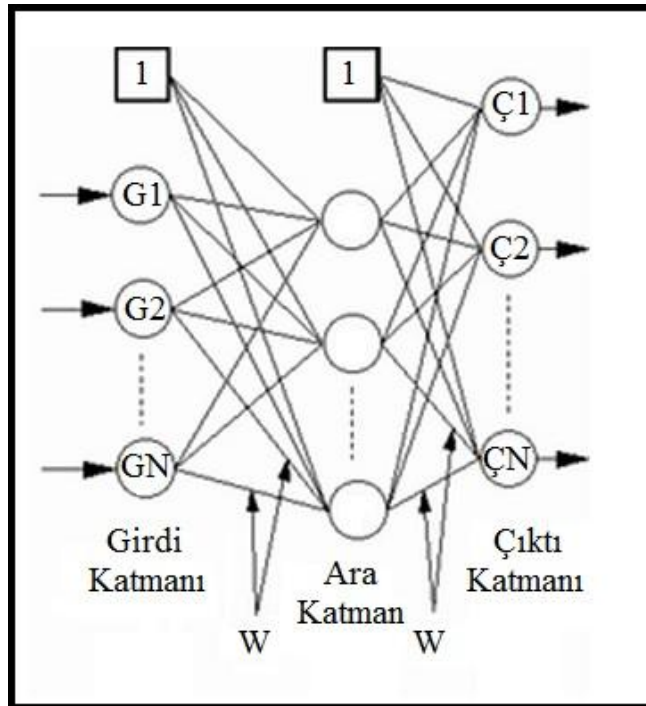 1
1
Ç1
G1
Ç2
G2
GN
ÇN
Girdi
Katmanı
Ara
Katman
Çıktı
Katmanı
W
W